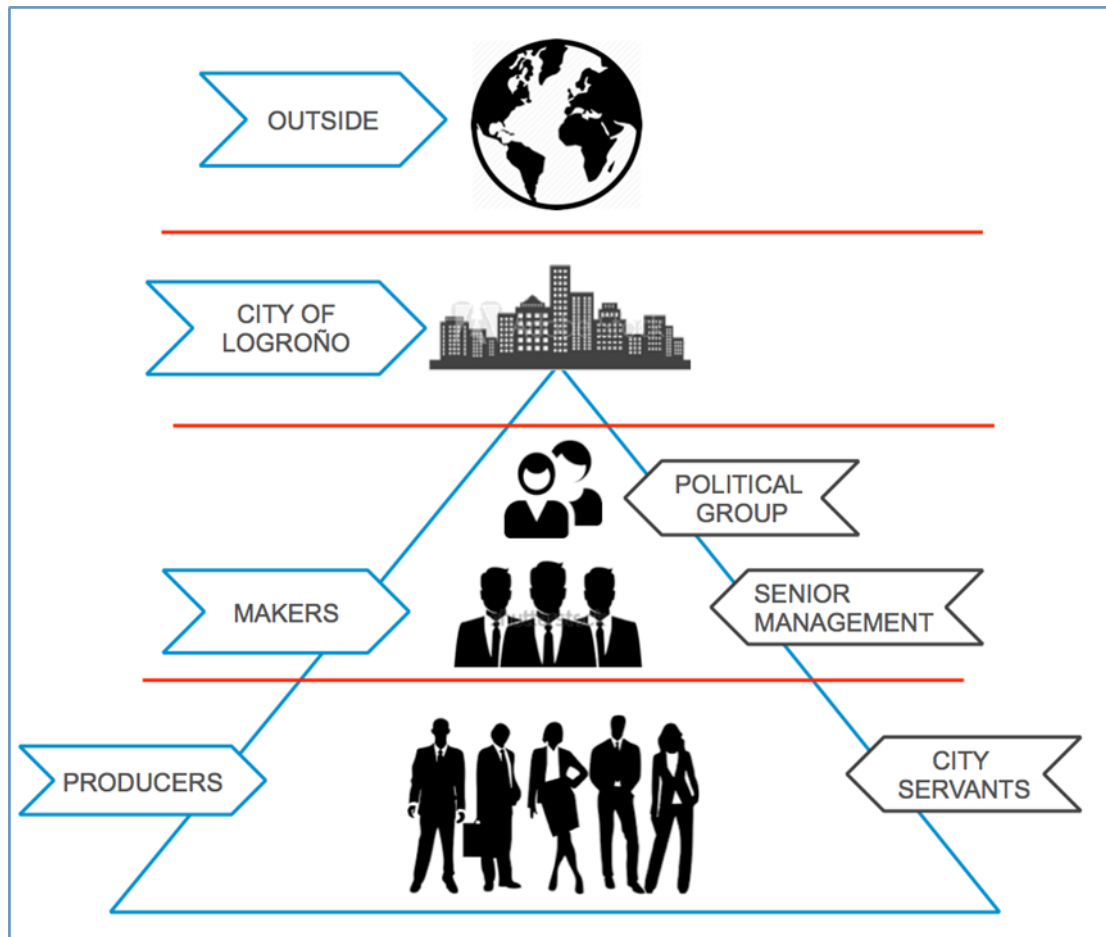 OUTSIDE
CITY OF
LOGROÑO
POLITICAL
GROUP
MAKERS
SENIOR
MANAGEMENT
PRODUCERS
CITY
SERVANTS